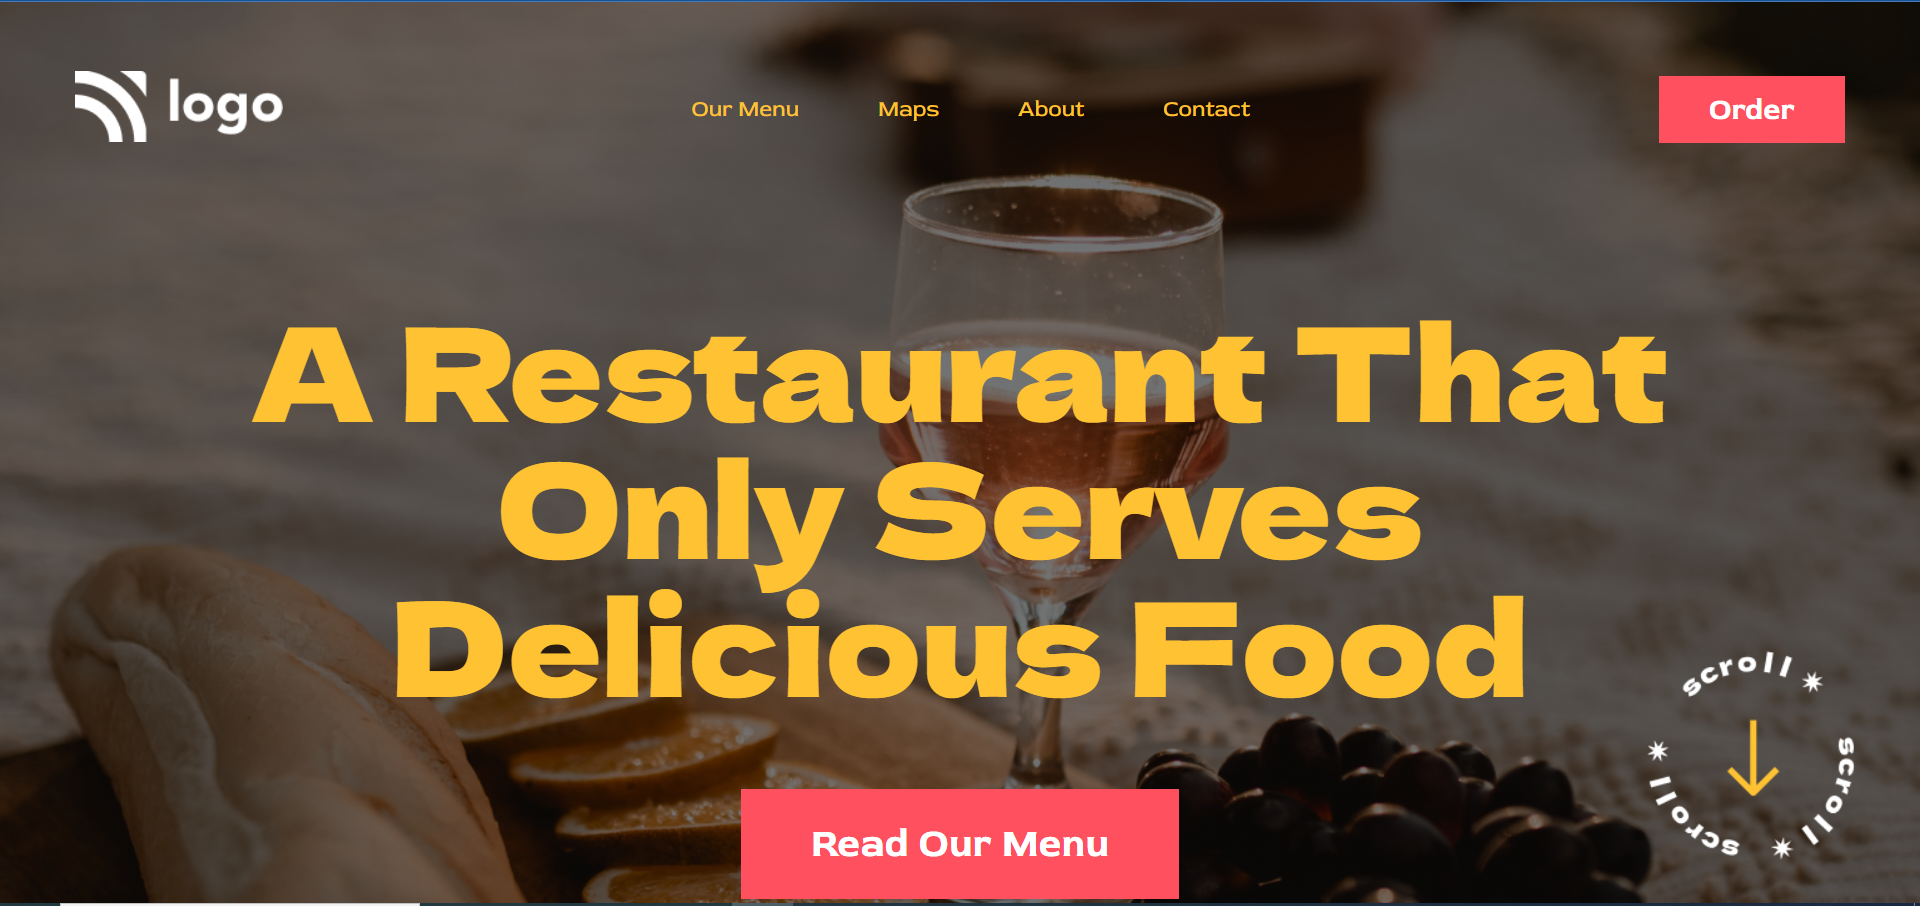 logo
Our Menu
Maps
About
Contact
Order
A Restaurant That
Only Serves
Delicious Food
Read Our Menu
scroll
scroll
scroll